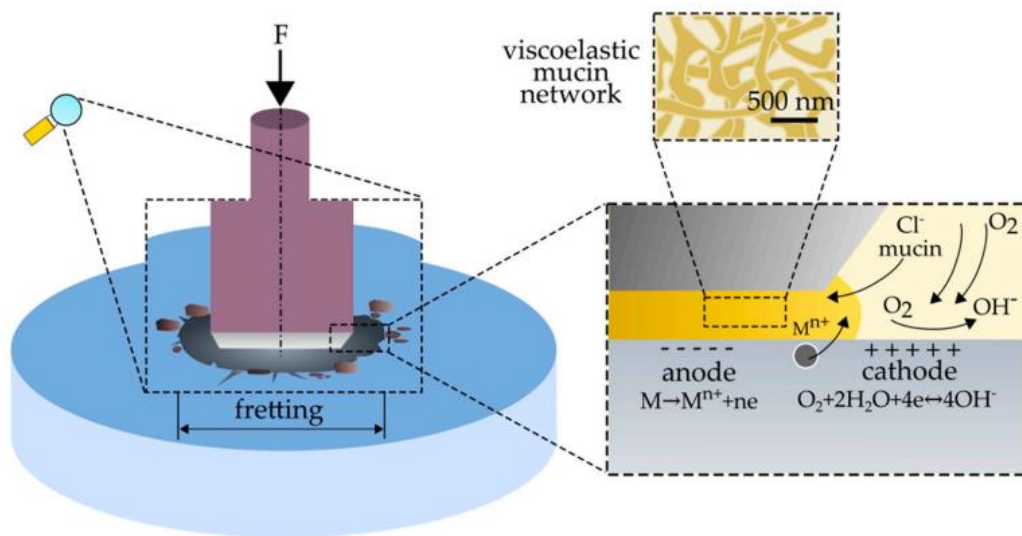 F
viscoelastic
mucin
network
500 nm
fretting
Cl⁻
mucin
O₂
O₂
OH⁻
Mⁿ⁺
- - - - -
+ + + + +
anode
cathode
M→Mⁿ⁺+ne
O₂+2H₂O+4e↔4OH⁻